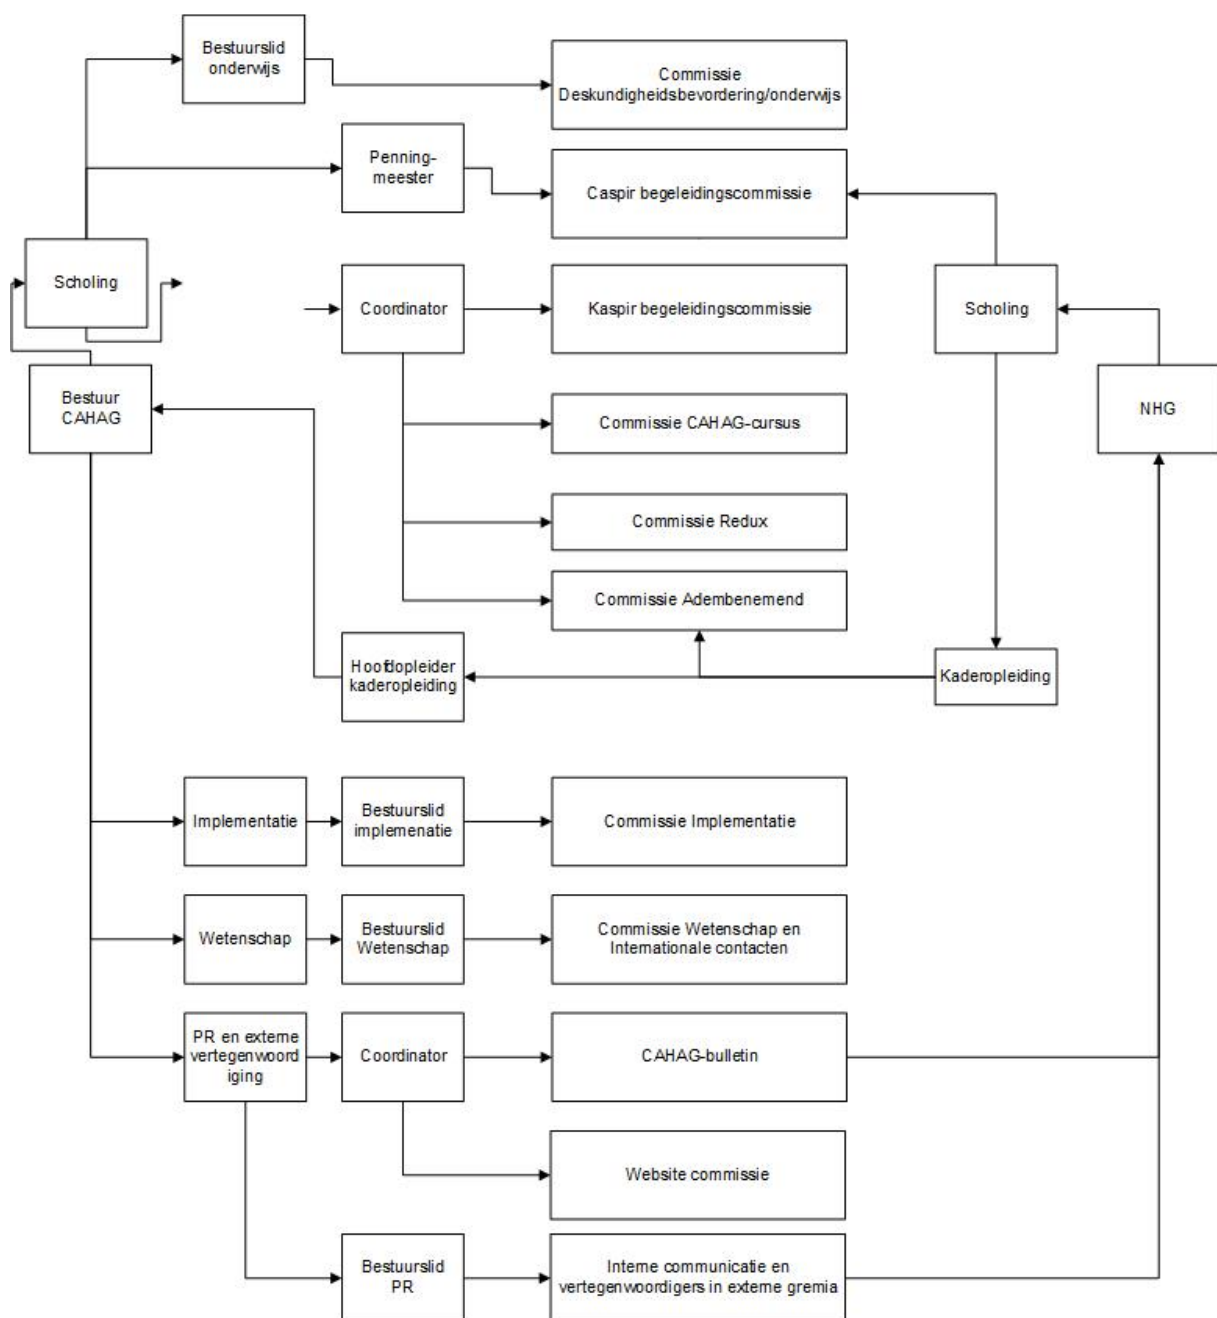 Bestuurslid
onderwijs
Commissie
Deskundigheidsbevordering/onderwijs
Penning-
meester
Caspir begeleidingscommissie
Scholing
Coordinator
Kaspir begeleidingscommissie
Scholing
Bestuur
CAHAG
NHG
Commissie CAHAG-cursus
Commissie Redux
Commissie Adembenemend
Hoofdopleider
kaderopleiding
Kaderopleiding
Implementatie
Bestuurslid
implemenatie
Commissie Implementatie
Wetenschap
Bestuurslid
Wetenschap
Commissie Wetenschap en
Internationale contacten
PR en externe
vertegenwoord
iging
Coordinator
CAHAG-bulletin
Website commissie
Bestuurslid
PR
Interne communicatie en
vertegenwoordigers in externe gremia